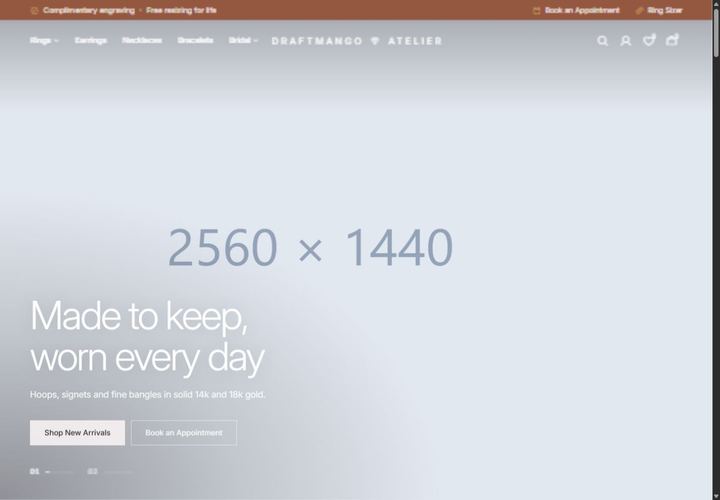 Complimentary engraving · Free resizing for life
Book an Appointment
Ring Sizer
Rings
Earrings
Necklaces
Bracelets
Bridal
DRAFTMANGO ATELIER
2560 × 1440
Made to keep,
worn every day
Hoops, signets and fine bangles in solid 14k and 18k gold.
Shop New Arrivals
Book an Appointment
01
02